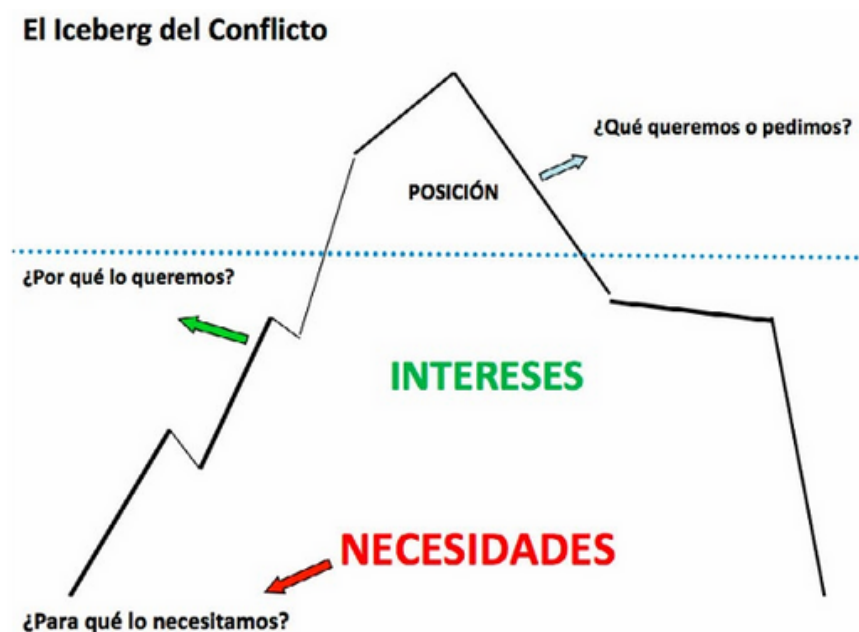 El Iceberg del Conflicto
¿Qué queremos o pedimos?
POSICIÓN
¿Por qué lo queremos?
INTERESES
NECESIDADES
¿Para qué lo necesitamos?